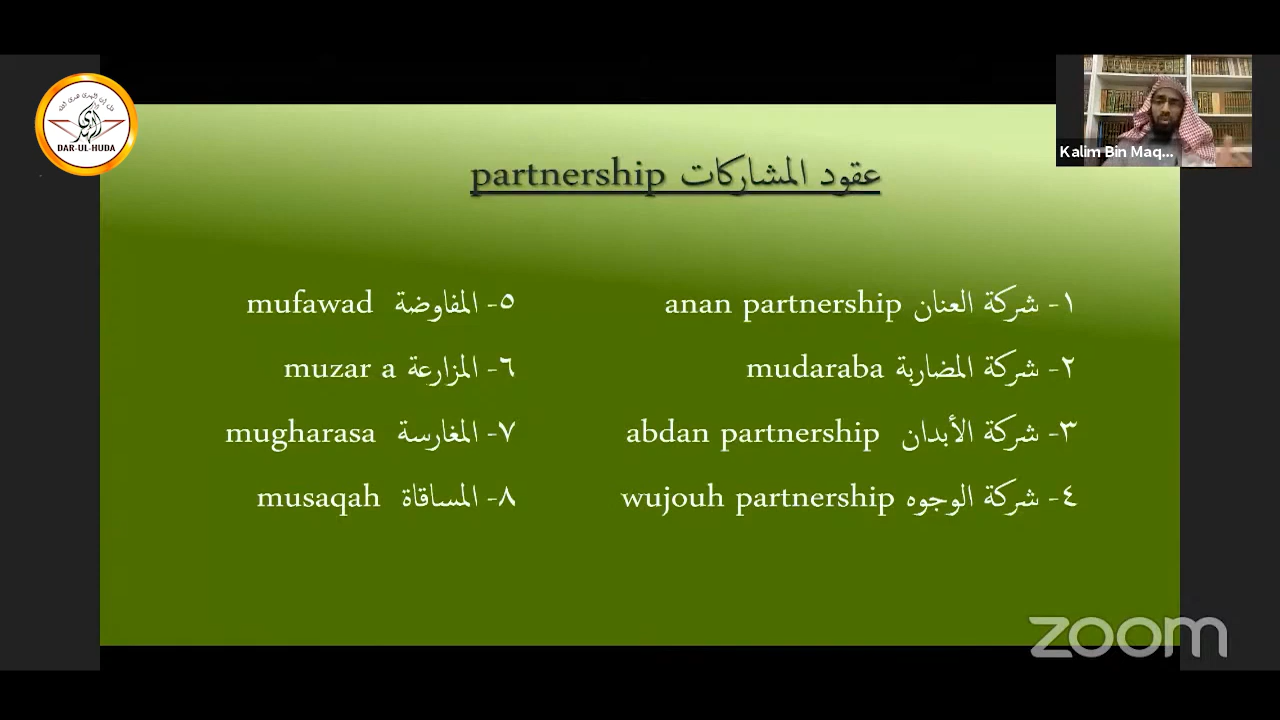 DAR-UL-HUDA
Kalim Bin Maq...
عقود المشاركات partnership
١- شركة العنان anan partnership
٢- شركة المضاربة mudaraba
٣- شركة الأبدان abdan partnership
٤- شركة الوجوه wujouh partnership
٥- المفاوضة mufawad
٦- المزارعة muzar a
٧- المغارسة mugharasa
٨- المساقاة musaqah
zoom